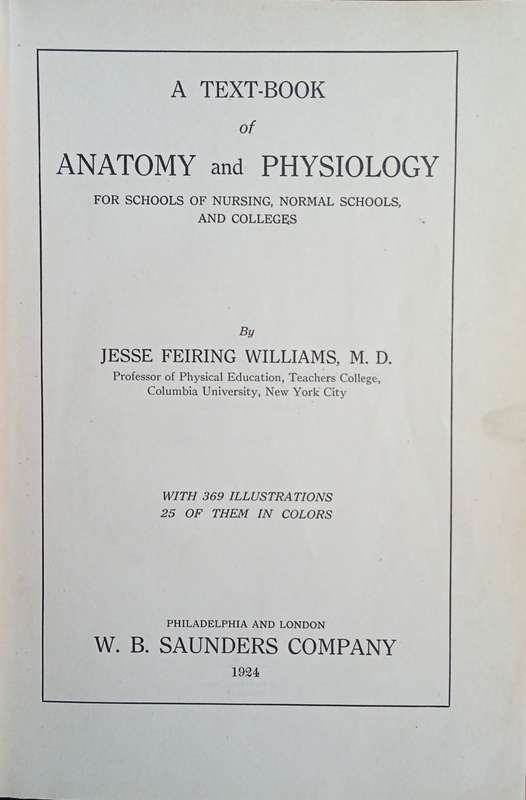 A TEXT-BOOK
of
ANATOMY and PHYSIOLOGY
FOR SCHOOLS OF NURSING, NORMAL SCHOOLS,
AND COLLEGES
By
JESSE FEIRING WILLIAMS, M. D.
Professor of Physical Education, Teachers College,
Columbia University, New York City
WITH 369 ILLUSTRATIONS
25 OF THEM IN COLORS
PHILADELPHIA AND LONDON
W. B. SAUNDERS COMPANY
1924